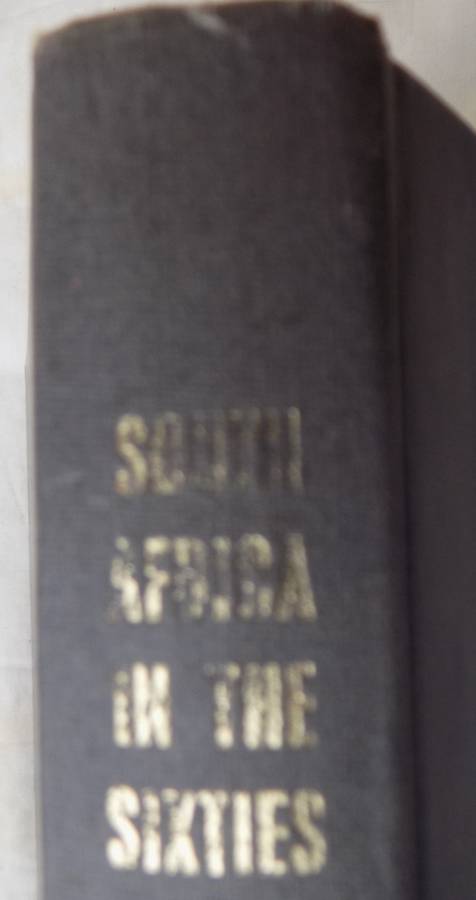 SOUTH
AFRICA
IN THE
SIXTIES